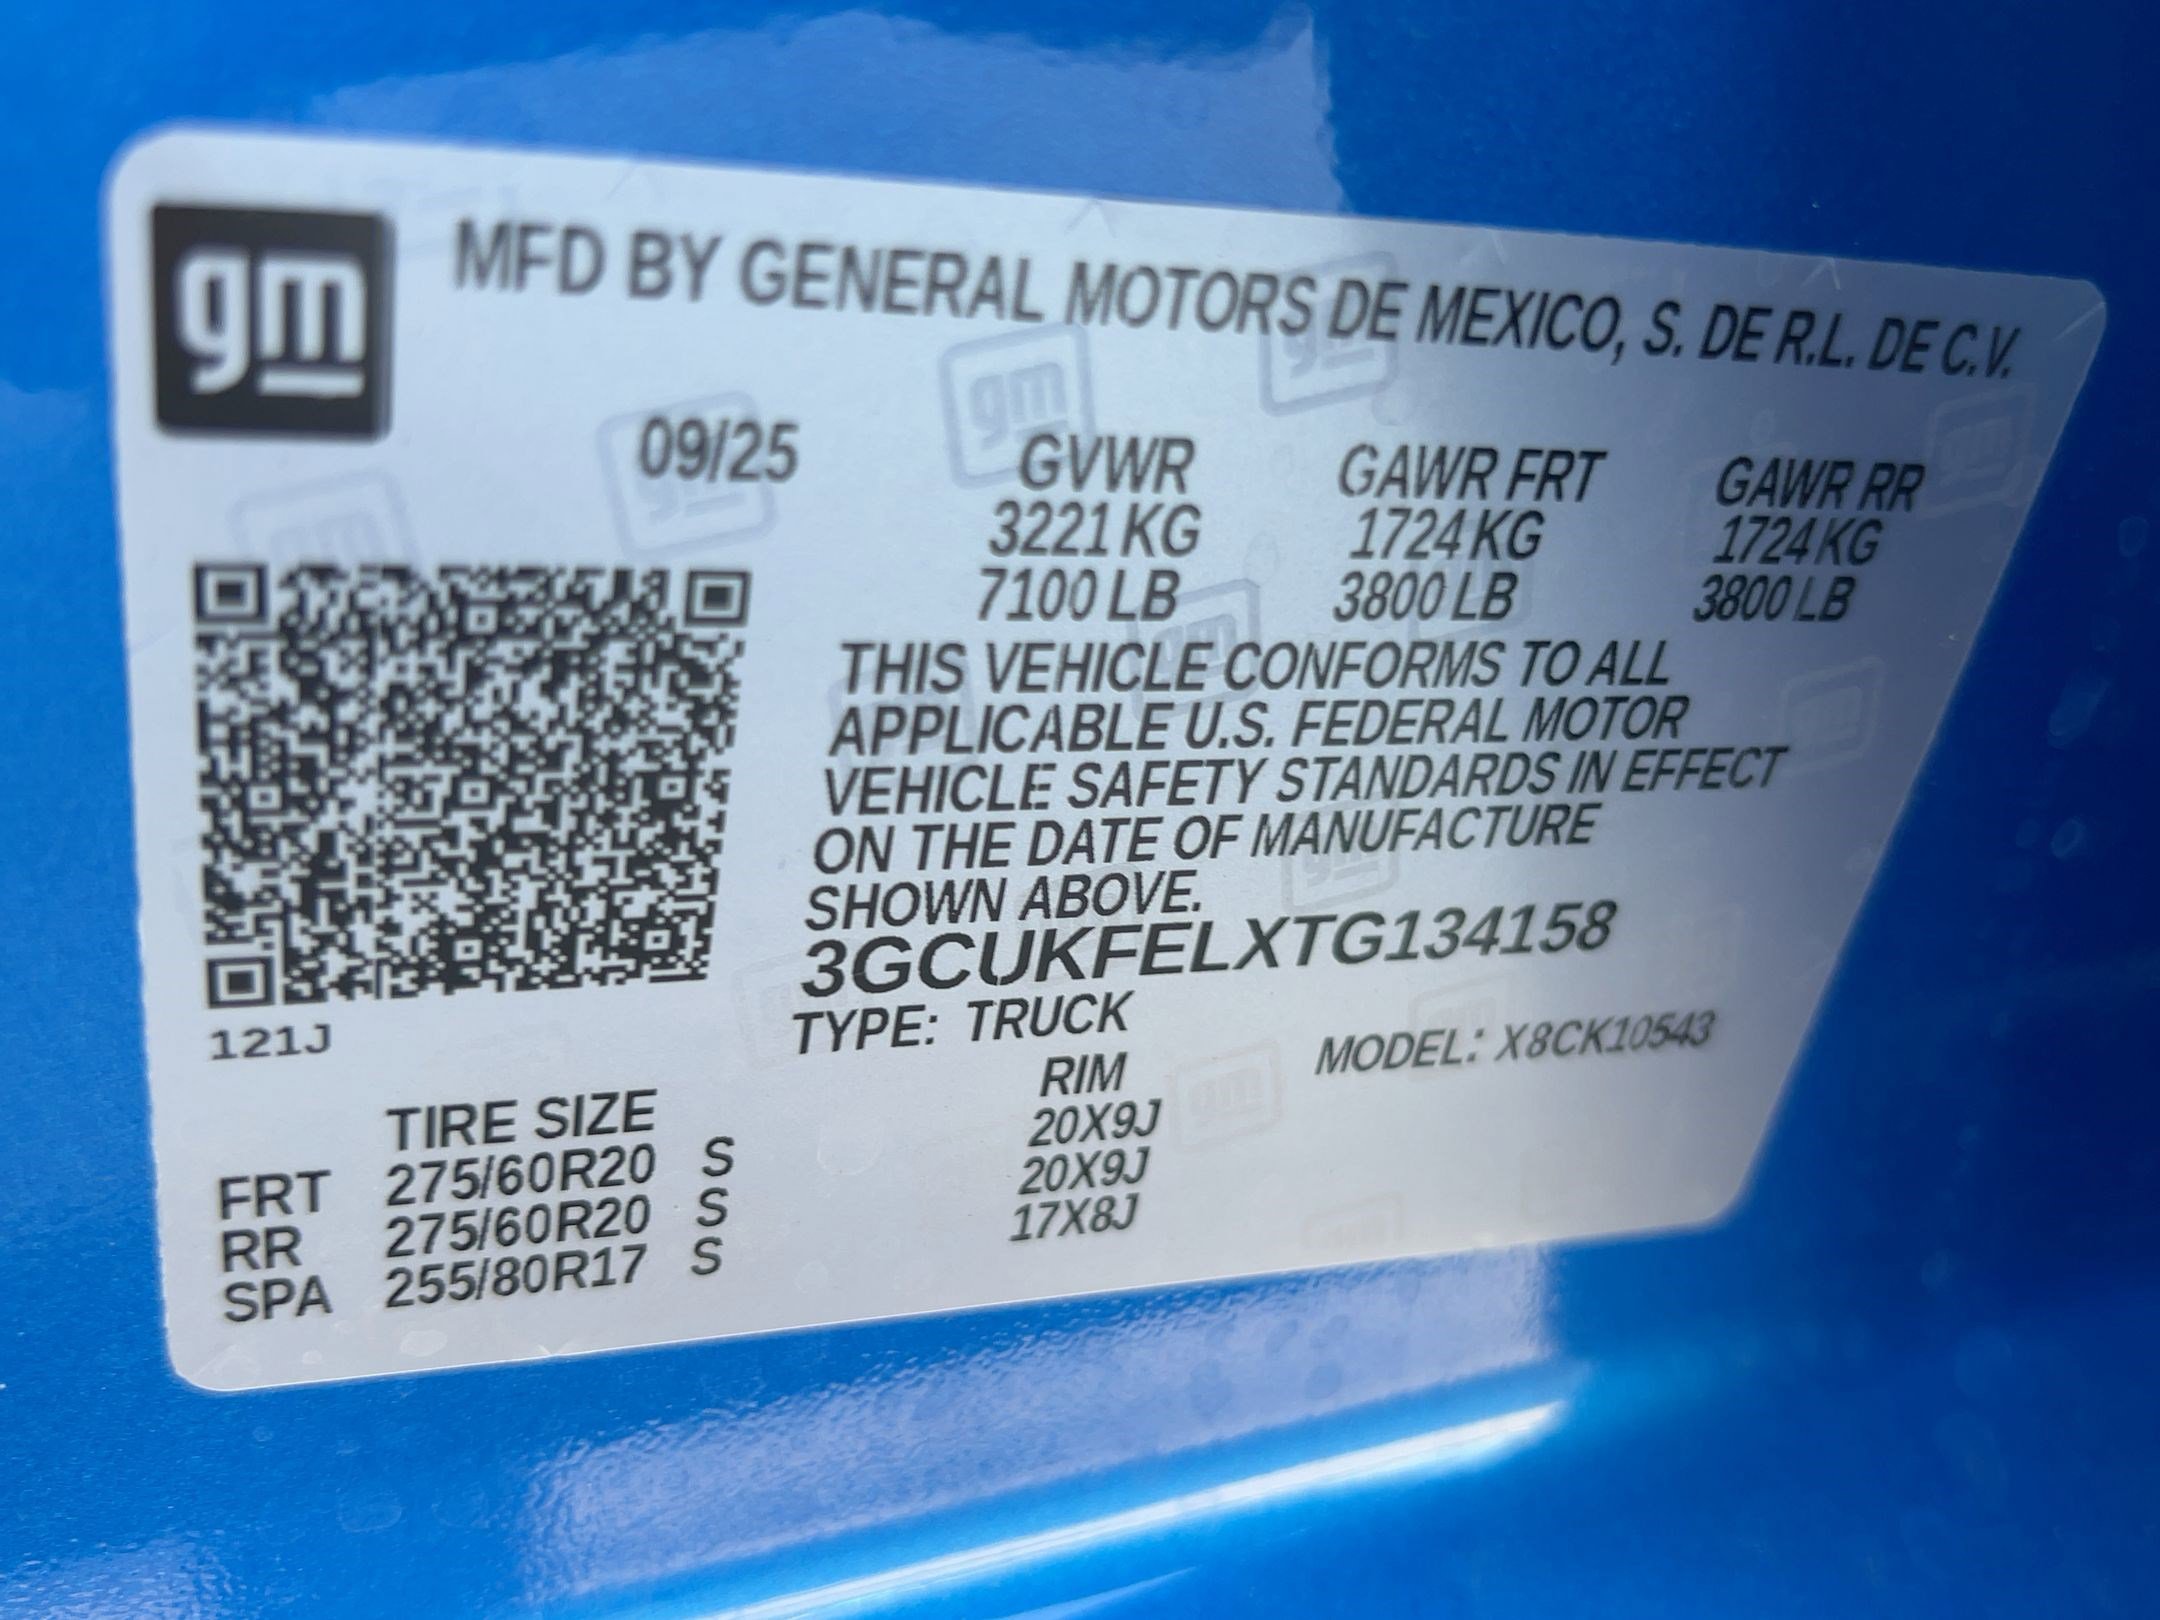 gm
MFD BY GENERAL MOTORS DE MEXICO, S. DE R.L. DE C.V.
09/25 GVWR GAWR FRT GAWR RR
3221 KG 1724 KG 1724 KG
7100 LB 3800 LB 3800 LB
THIS VEHICLE CONFORMS TO ALL
APPLICABLE U.S. FEDERAL MOTOR
VEHICLE SAFETY STANDARDS IN EFFECT
ON THE DATE OF MANUFACTURE
SHOWN ABOVE.
3GCUKFELXTG134158
121J
TYPE: TRUCK MODEL: X8CK10543
TIRE SIZE RIM
FRT 275/60R20 S 20X9J
RR 275/60R20 S 20X9J
SPA 255/80R17 S 17X8J